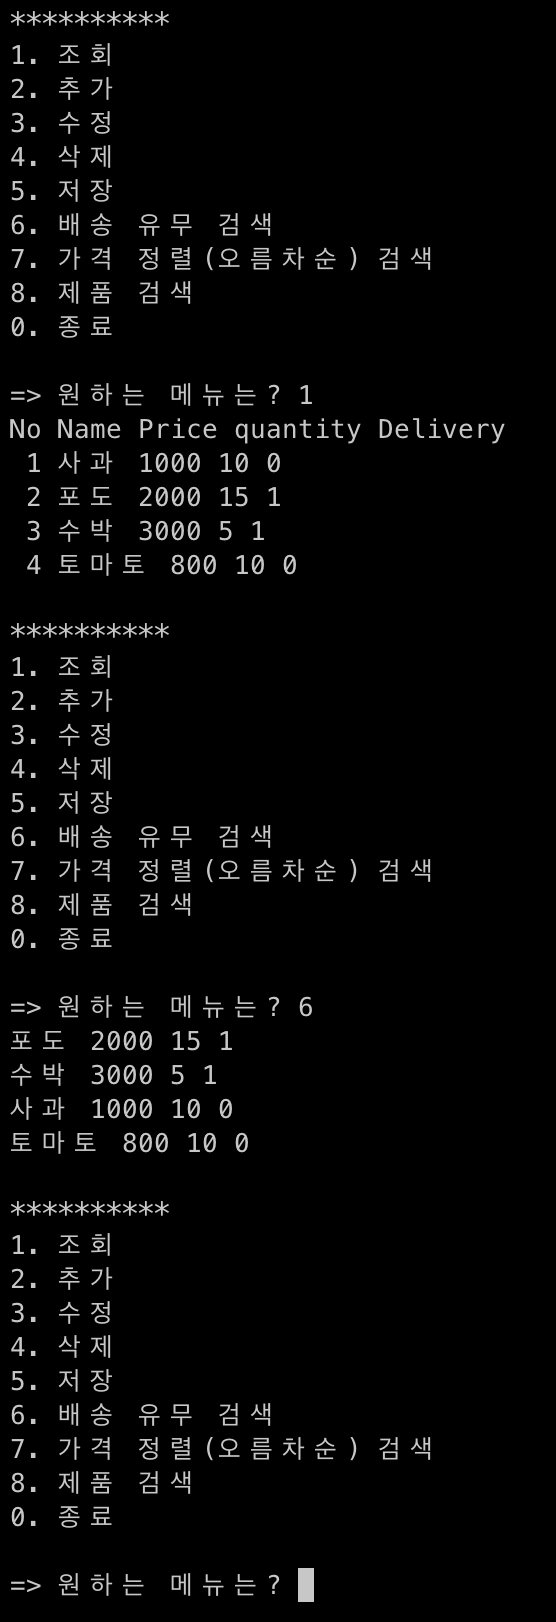 **********
1. 조회
2. 추가
3. 수정
4. 삭제
5. 저장
6. 배송 유무 검색
7. 가격 정렬(오름차순) 검색
8. 제품 검색
0. 종료
=> 원하는 메뉴는? 1
No Name Price quantity Delivery
1 사과 1000 10 0
2 포도 2000 15 1
3 수박 3000 5 1
4 토마토 800 10 0
**********
1. 조회
2. 추가
3. 수정
4. 삭제
5. 저장
6. 배송 유무 검색
7. 가격 정렬(오름차순) 검색
8. 제품 검색
0. 종료
=> 원하는 메뉴는? 6
포도 2000 15 1
수박 3000 5 1
사과 1000 10 0
토마토 800 10 0
**********
1. 조회
2. 추가
3. 수정
4. 삭제
5. 저장
6. 배송 유무 검색
7. 가격 정렬(오름차순) 검색
8. 제품 검색
0. 종료
=> 원하는 메뉴는?